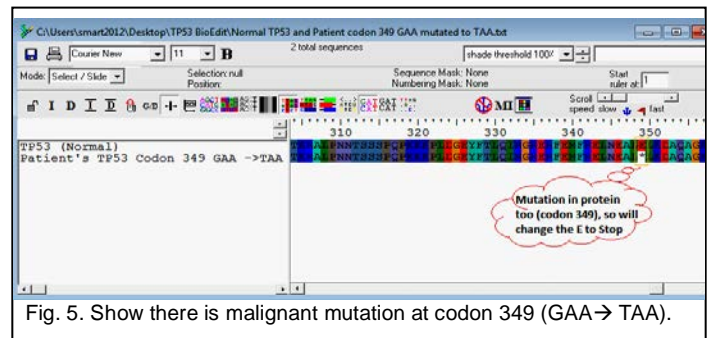 C:\Users\smart2012\Desktop\TP53 BioEdit\Normal TP53 and Patient codon 349 GAA mutated to TAA.txt
Courier New 11 B 2 total sequences shade threshold 100%
Mode: Select / Slide Selection: null Sequence Mask: None Start
Position: Numbering Mask: None ruler at: 1
I D I D MI Scroll
speed slow fast
310 320 330 340 350
TP53 (Normal)
Patient's TP53 Codon 349 GAA ->TAA
Mutation in protein
too (codon 349), so will
change the E to Stop
Fig. 5. Show there is malignant mutation at codon 349 (GAA→ TAA).